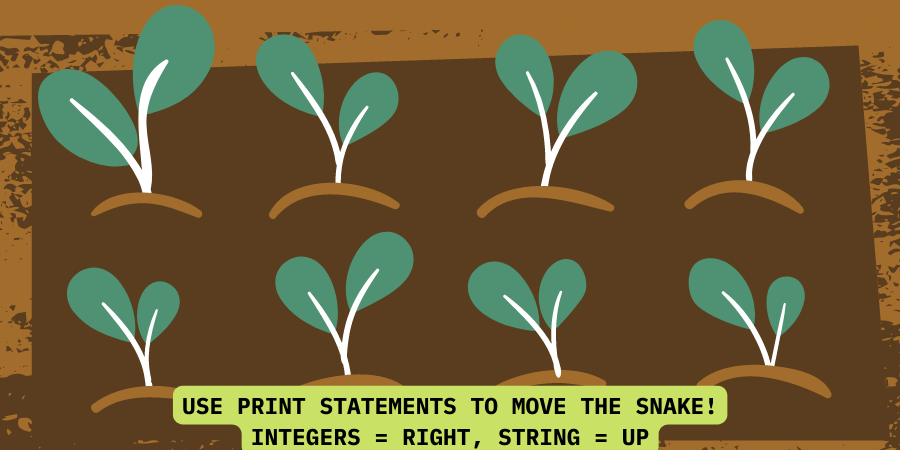 USE PRINT STATEMENTS TO MOVE THE SNAKE!
INTEGERS = RIGHT, STRING = UP